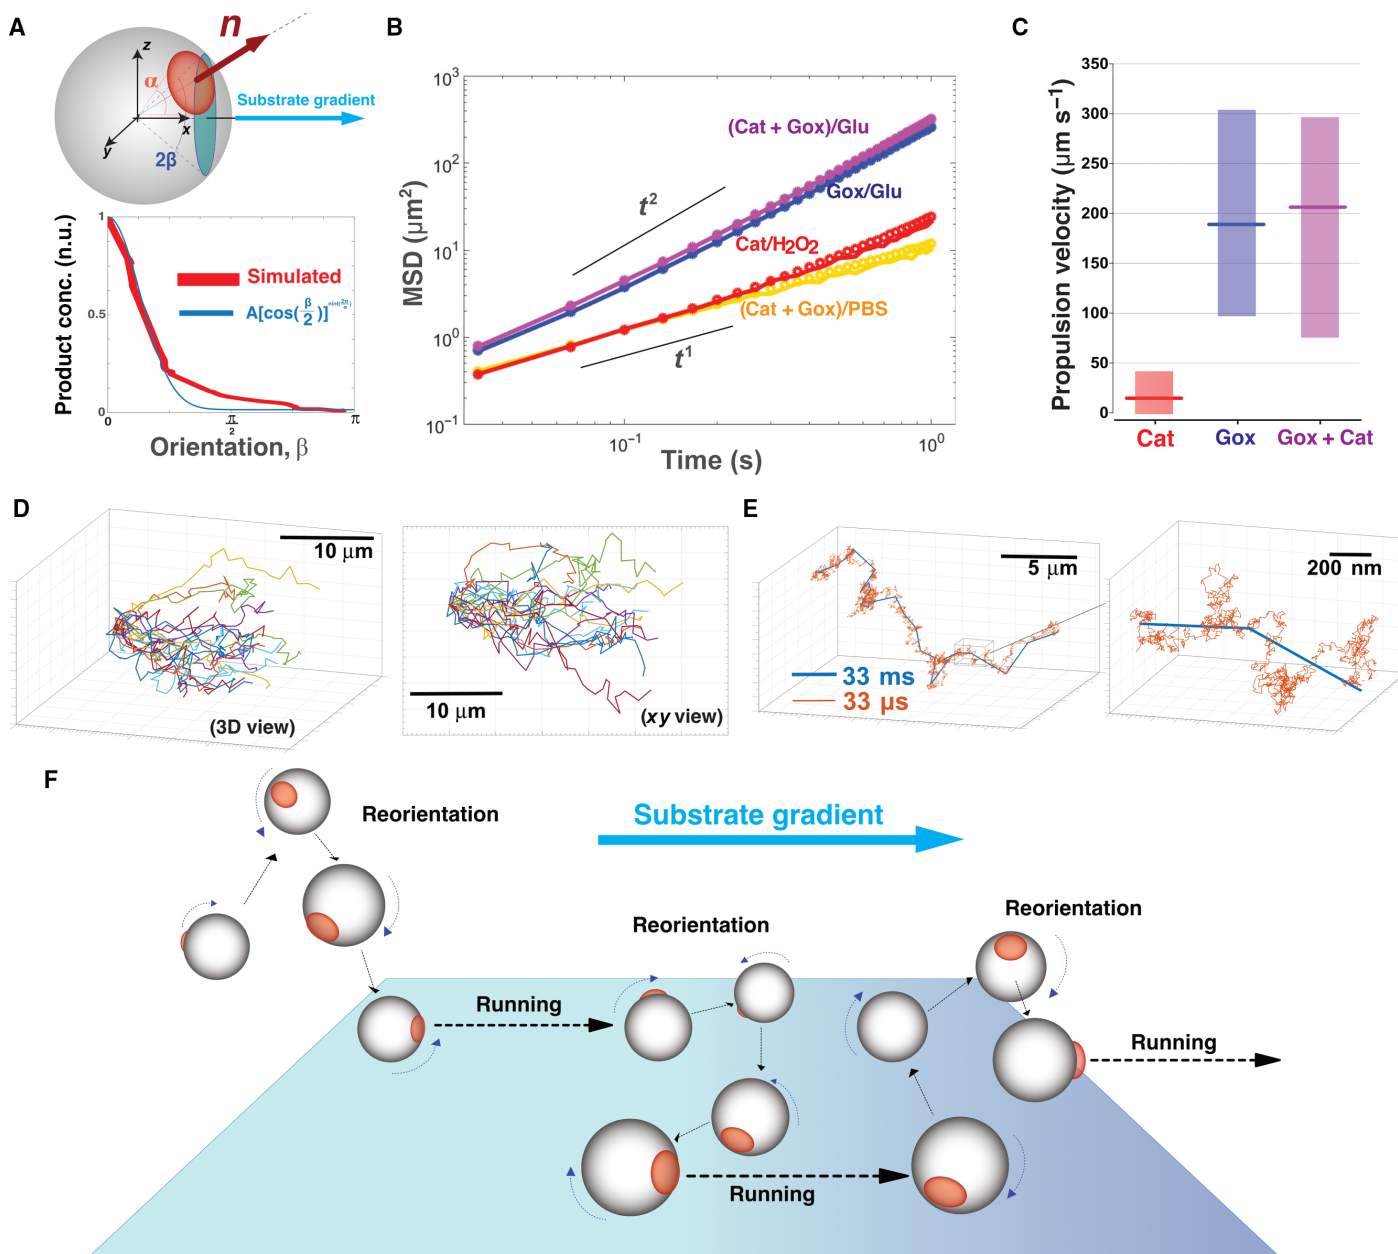 A
n
z
α
Substrate gradient
x
y
2β
Product conc. (n.u.)
1
0.5
0
Simulated
A[cos(β/2)]
0
π/2
π
Orientation, β
B
MSD (μm²)
10³
10²
10¹
10⁰
10⁻¹
(Cat + Gox)/Glu
t²
Gox/Glu
Cat/H₂O₂
(Cat + Gox)/PBS
t¹
10⁻¹
10⁰
Time (s)
C
Propulsion velocity (μm s⁻¹)
350
300
250
200
150
100
50
0
Cat
Gox
Gox + Cat
D
10 μm
(3D view)
10 μm
(xy view)
E
5 μm
33 ms
33 μs
200 nm
F
Reorientation
Substrate gradient
Reorientation
Reorientation
Running
Running
Running